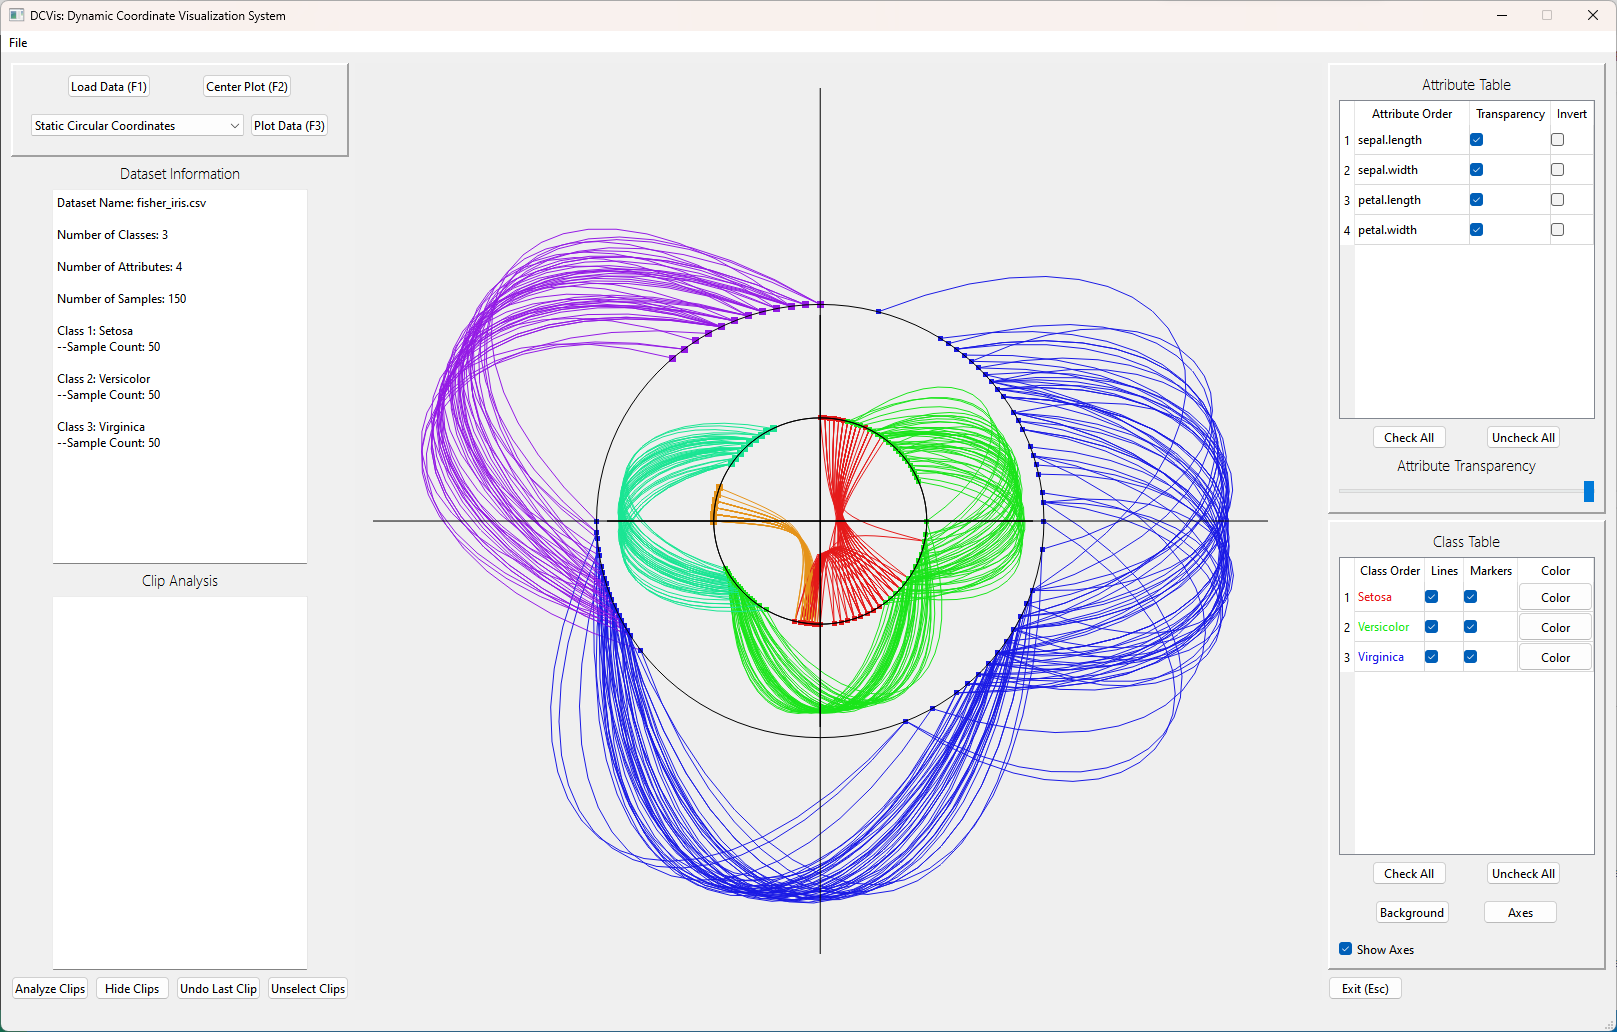 DCVis: Dynamic Coordinate Visualization System
File
Load Data (F1)
Center Plot (F2)
Static Circular Coordinates
Plot Data (F3)
Dataset Information
Dataset Name: fisher_iris.csv
Number of Classes: 3
Number of Attributes: 4
Number of Samples: 150
Class 1: Setosa
--Sample Count: 50
Class 2: Versicolor
--Sample Count: 50
Class 3: Virginica
--Sample Count: 50
Clip Analysis
Analyze Clips
Hide Clips
Undo Last Clip
Unselect Clips
Attribute Table
Attribute Order Transparency Invert
1 sepal.length
2 sepal.width
3 petal.length
4 petal.width
Check All
Uncheck All
Attribute Transparency
Class Table
Class Order Lines Markers Color
1 Setosa Color
2 Versicolor Color
3 Virginica Color
Check All
Uncheck All
Background
Axes
Show Axes
Exit (Esc)